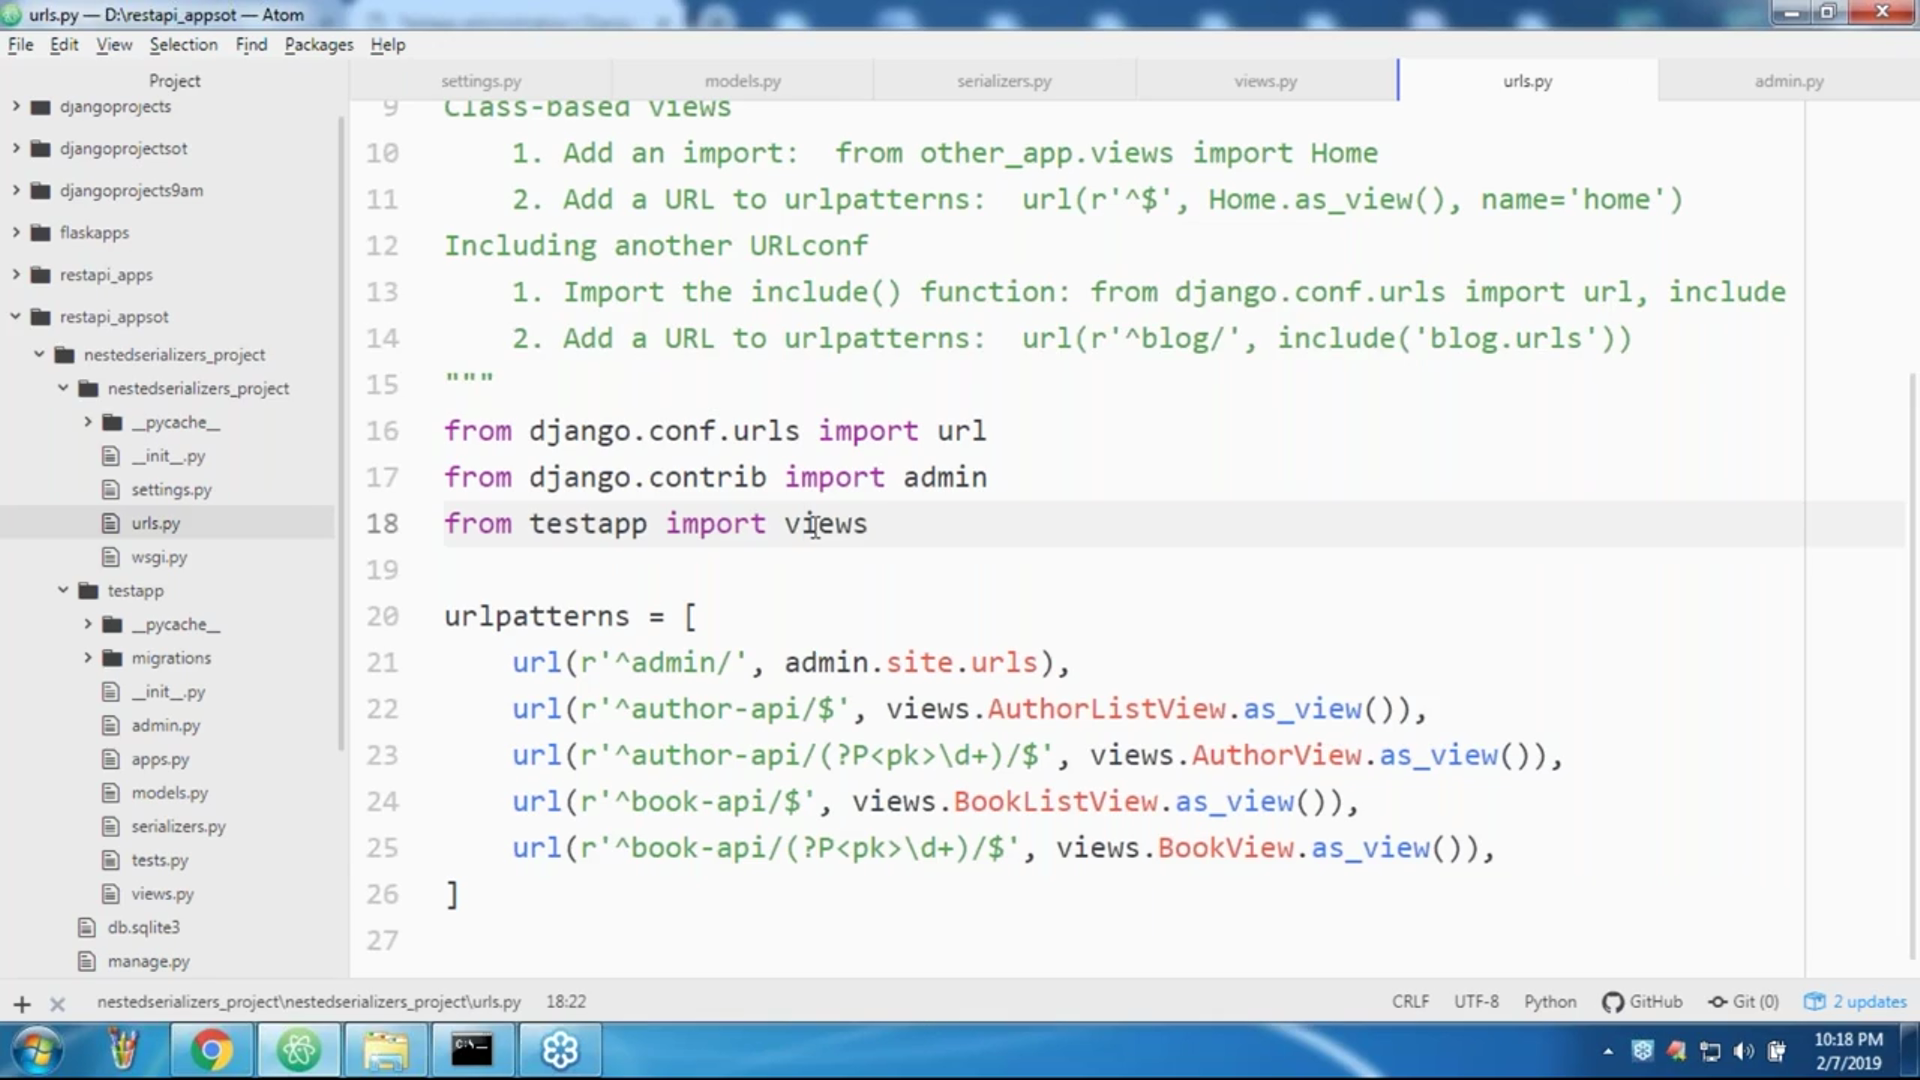 urls.py — D:\restapi_appsot — Atom
File Edit View Selection Find Packages Help
Project
settings.py models.py serializers.py views.py urls.py admin.py
djangoprojects
djangoprojectsot
djangoprojects9am
flaskapps
restapi_apps
restapi_appsot
nestedserializers_project
nestedserializers_project
__pycache__
__init__.py
settings.py
urls.py
wsgi.py
testapp
__pycache__
migrations
__init__.py
admin.py
apps.py
models.py
serializers.py
tests.py
views.py
db.sqlite3
manage.py
9 Class-based views
10 1. Add an import:  from other_app.views import Home
11 2. Add a URL to urlpatterns:  url(r'^$', Home.as_view(), name='home')
12 Including another URLconf
13 1. Import the include() function: from django.conf.urls import url, include
14 2. Add a URL to urlpatterns:  url(r'^blog/', include('blog.urls'))
15 """
16 from django.conf.urls import url
17 from django.contrib import admin
18 from testapp import views
19
20 urlpatterns = [
21 url(r'^admin/', admin.site.urls),
22 url(r'^author-api/$', views.AuthorListView.as_view()),
23 url(r'^author-api/(?P<pk>\d+)/$', views.AuthorView.as_view()),
24 url(r'^book-api/$', views.BookListView.as_view()),
25 url(r'^book-api/(?P<pk>\d+)/$', views.BookView.as_view()),
26 ]
27
nestedserializers_project\nestedserializers_project\urls.py 18:22 CRLF UTF-8 Python GitHub Git (0) 2 updates
10:18 PM
2/7/2019